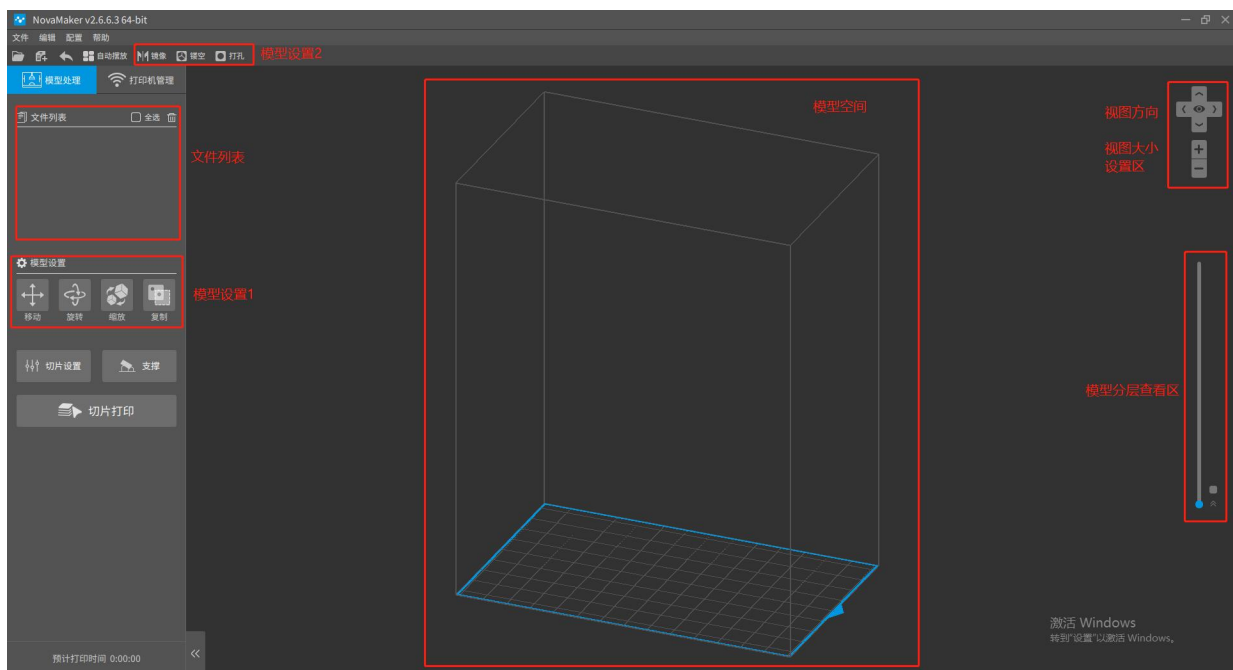 NovaMaker v2.6.6.3 64-bit
文件 编辑 配置 帮助
自动摆放 镜像 镂空 打孔 模型设置2
模型处理 打印机管理
模型空间
视图方向
文件列表 全选
文件列表
视图大小
设置区
模型设置
模型设置1
移动 旋转 缩放 复制
切片设置 支撑
模型分层查看区
切片打印
激活 Windows
转到"设置"以激活 Windows。
预计打印时间 0:00:00